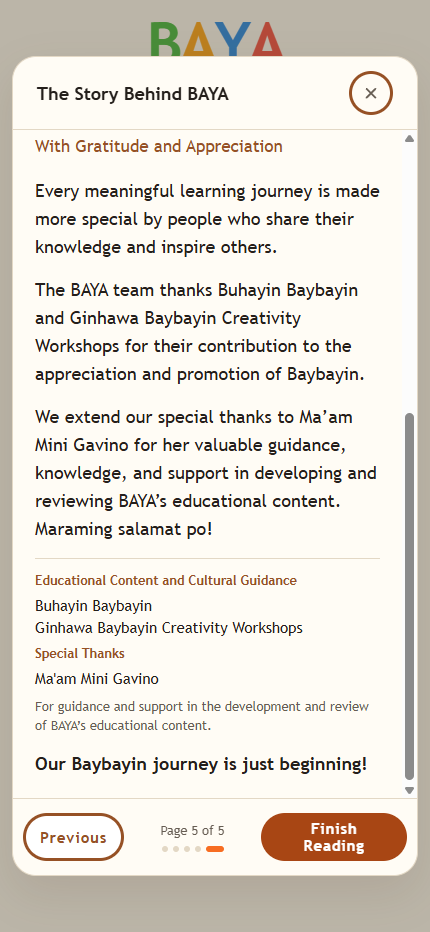 BAYA
The Story Behind BAYA
With Gratitude and Appreciation
Every meaningful learning journey is made
more special by people who share their
knowledge and inspire others.
The BAYA team thanks Buhayin Baybayin
and Ginhawa Baybayin Creativity
Workshops for their contribution to the
appreciation and promotion of Baybayin.
We extend our special thanks to Ma’am
Mini Gavino for her valuable guidance,
knowledge, and support in developing and
reviewing BAYA’s educational content.
Maraming salamat po!
Educational Content and Cultural Guidance
Buhayin Baybayin
Ginhawa Baybayin Creativity Workshops
Special Thanks
Ma'am Mini Gavino
For guidance and support in the development and review
of BAYA’s educational content.
Our Baybayin journey is just beginning!
Previous
Page 5 of 5
Finish
Reading